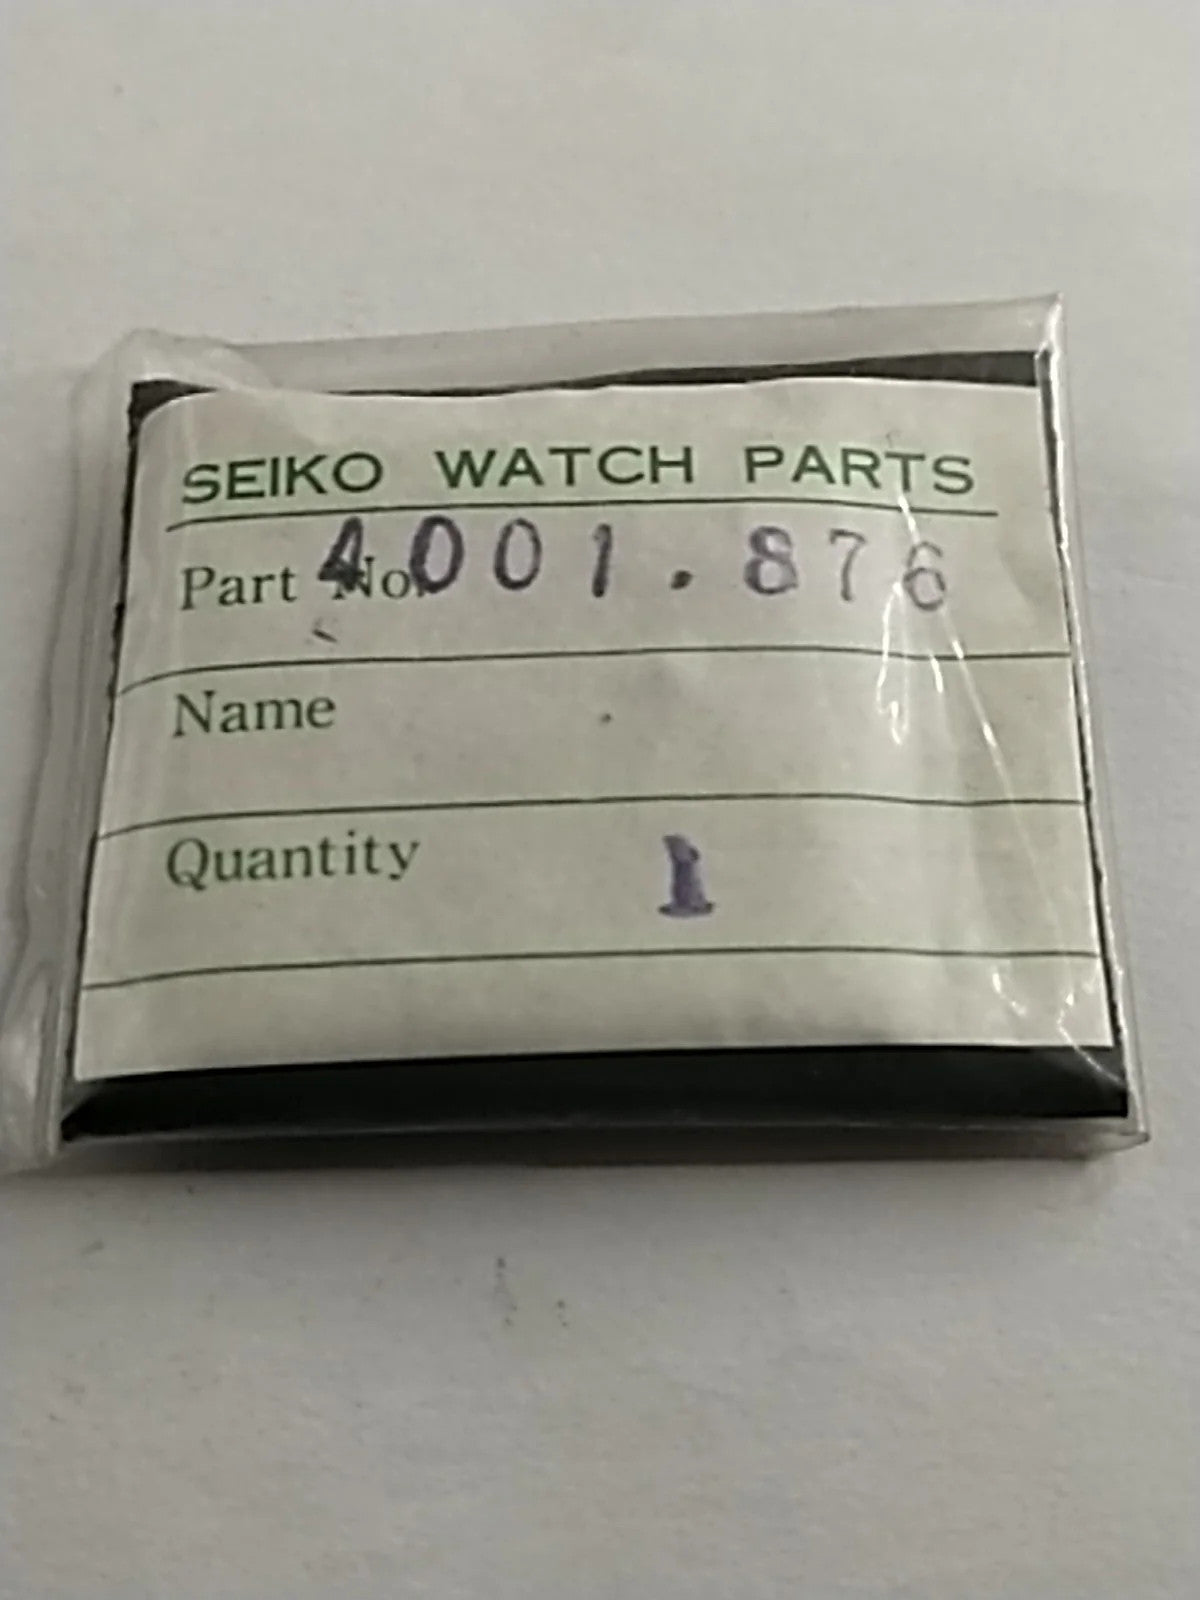 SEIKO WATCH PARTS
Part No. 4001.876
Name
Quantity 1